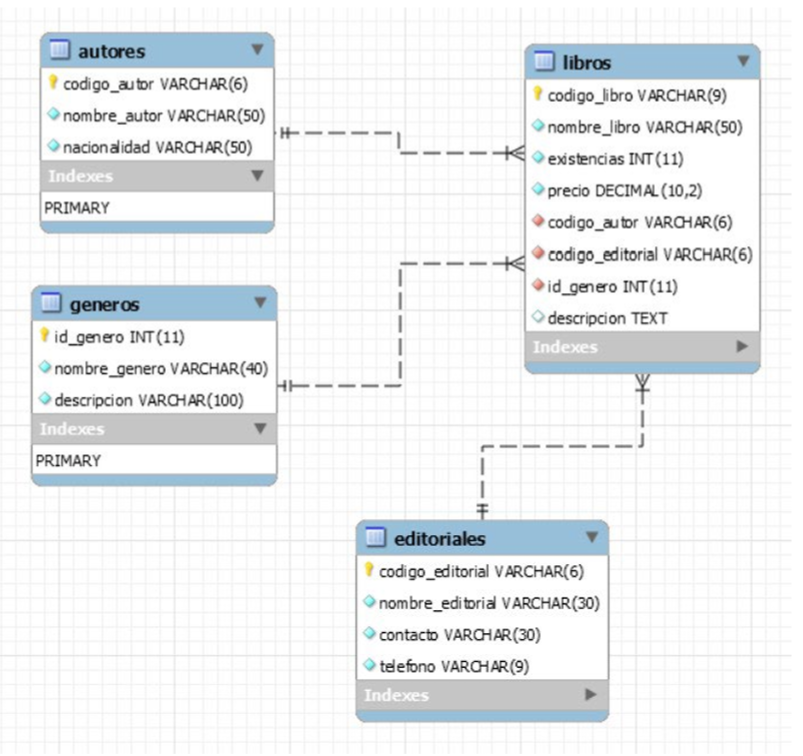 autores
codigo_autor VARCHAR(6)
nombre_autor VARCHAR(50)
nacionalidad VARCHAR(50)
Indexes
PRIMARY
libros
codigo_libro VARCHAR(9)
nombre_libro VARCHAR(50)
existencias INT(11)
precio DECIMAL(10,2)
codigo_autor VARCHAR(6)
codigo_editorial VARCHAR(6)
id_genero INT(11)
descripcion TEXT
Indexes
generos
id_genero INT(11)
nombre_genero VARCHAR(40)
descripcion VARCHAR(100)
Indexes
PRIMARY
editoriales
codigo_editorial VARCHAR(6)
nombre_editorial VARCHAR(30)
contacto VARCHAR(30)
telefono VARCHAR(9)
Indexes